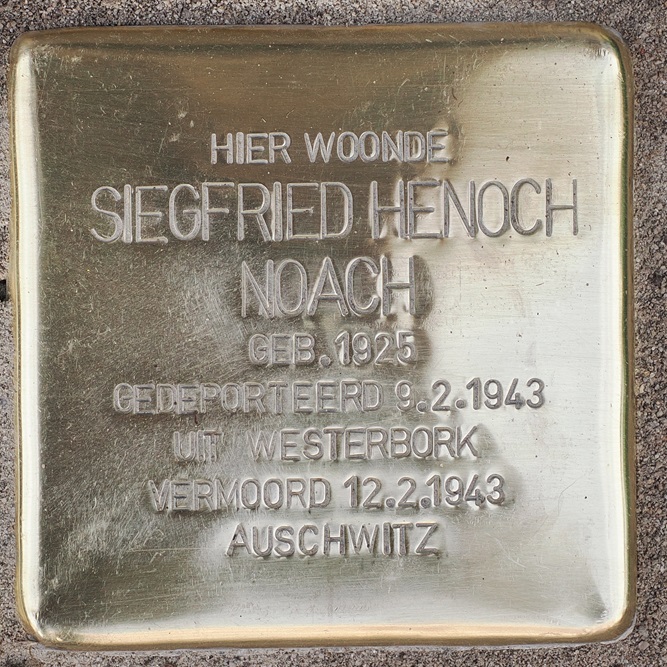 HIER WOONDE
SIEGFRIED HENOCH
NOACH
GEB. 1925
GEDEPORTEERD 9.2.1943
UIT WESTERBORK
VERMOORD 12.2.1943
AUSCHWITZ